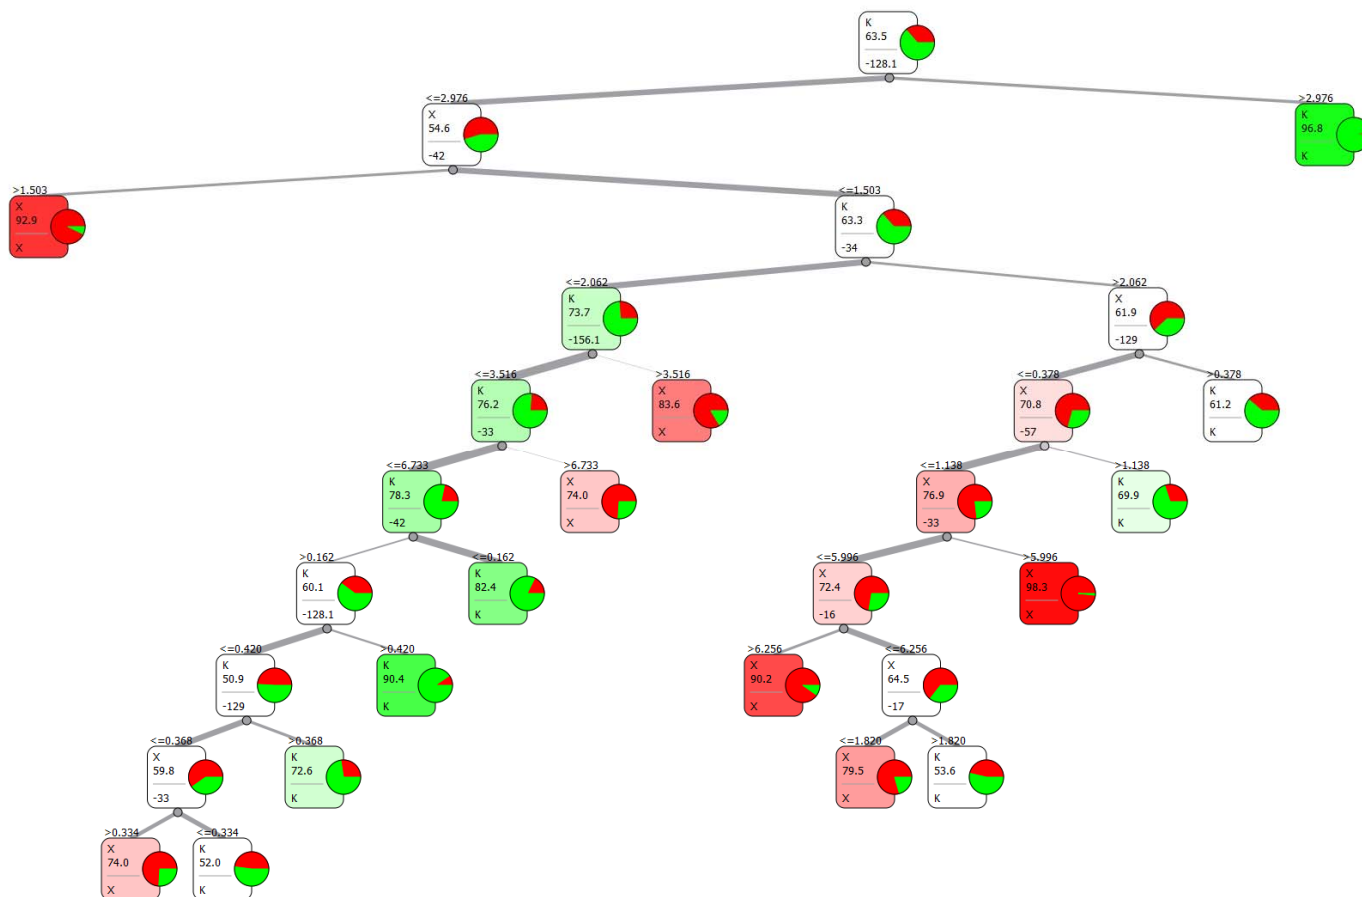 K
63.5
-128.1
<=2.976
X
54.6
-42
>2.976
K
96.8
K
>1.503
X
92.9
X
<=1.503
K
63.3
-34
<=2.062
K
73.7
-156.1
>2.062
X
61.9
-129
<=3.516
K
76.2
-33
>3.516
X
83.6
X
<=0.378
X
70.8
-57
>0.378
K
61.2
K
<=6.733
K
78.3
-42
>6.733
X
74.0
X
<=1.138
X
76.9
-33
>1.138
K
69.9
K
>0.162
K
60.1
-128.1
<=0.162
K
82.4
K
<=5.996
X
72.4
-16
>5.996
X
98.3
X
<=0.420
K
50.9
-129
>0.420
K
90.4
K
>6.256
X
90.2
X
<=6.256
X
64.5
-17
<=0.368
X
59.8
-33
>0.368
K
72.6
K
<=1.820
X
79.5
X
>1.820
K
53.6
K
>0.334
X
74.0
X
<=0.334
K
52.0
K